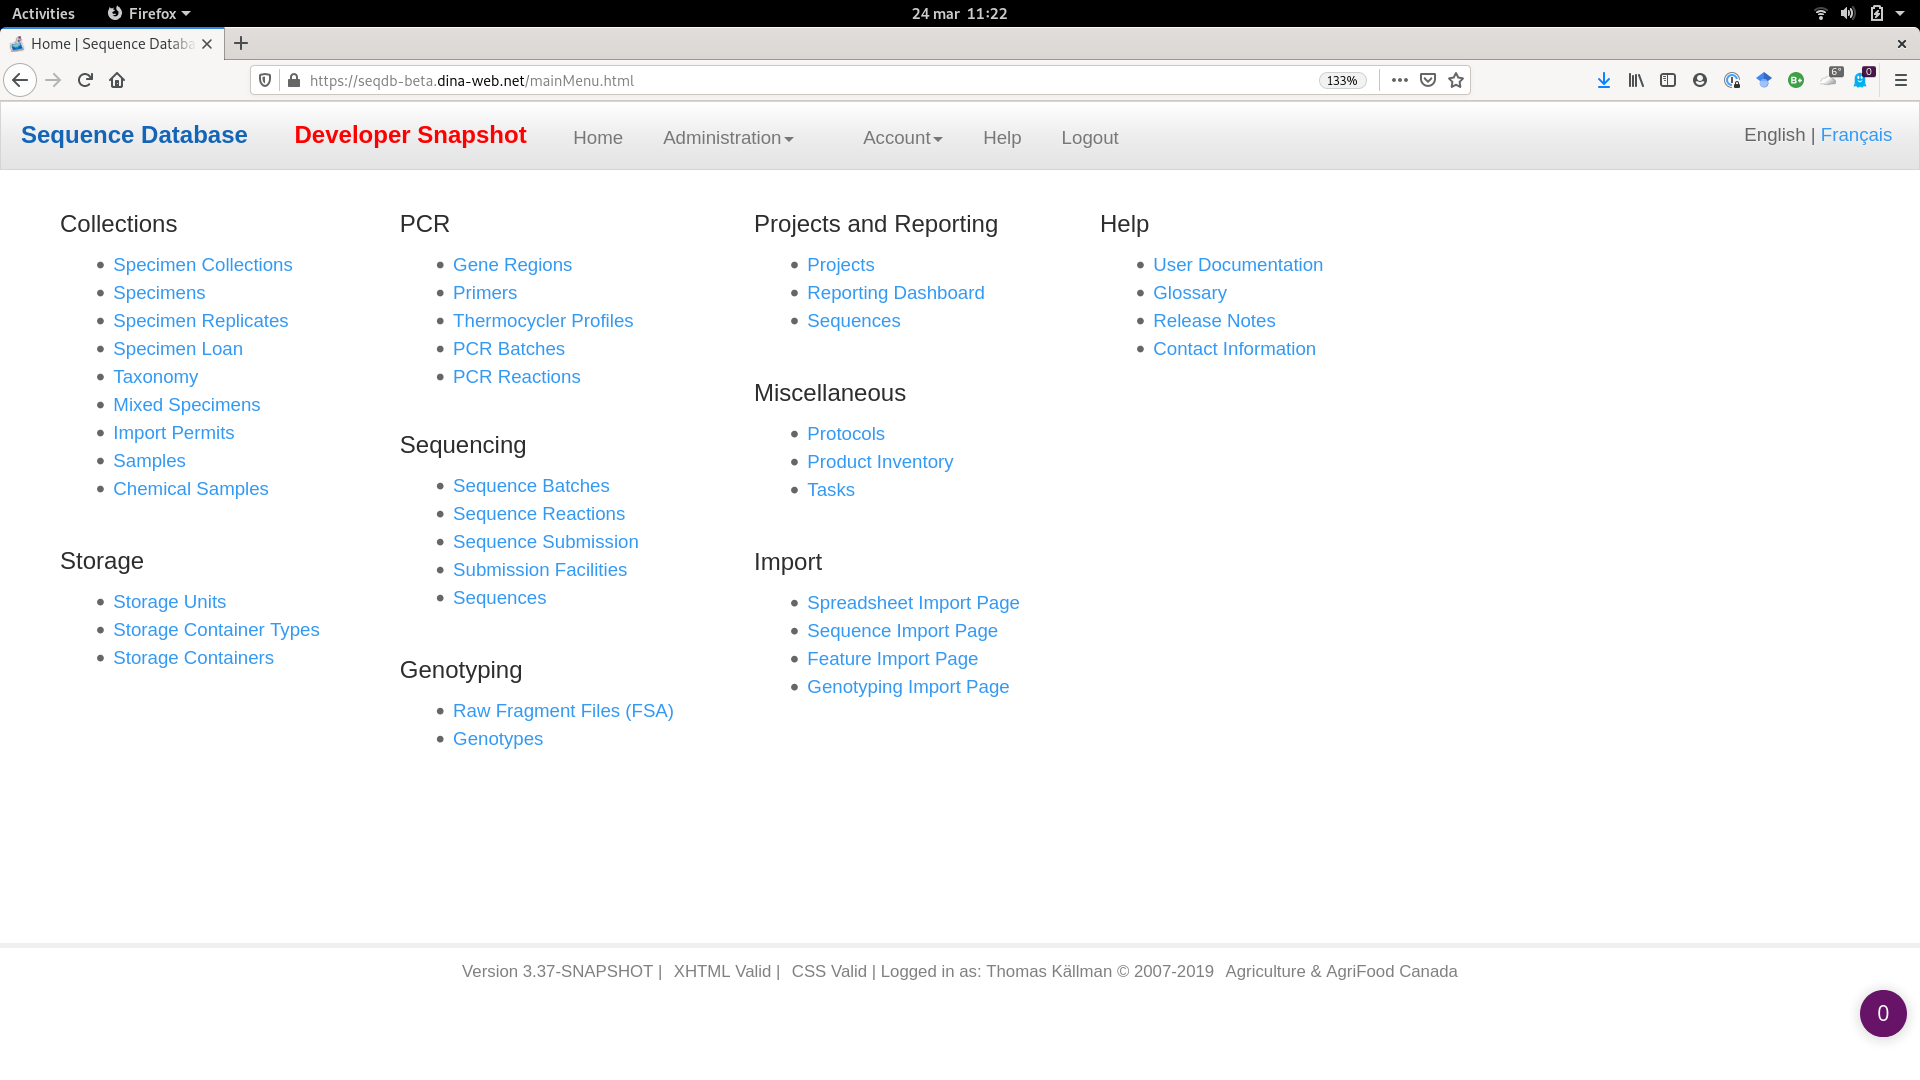 Activities
Firefox
24 mar 11:22
Home | Sequence Databa
https://seqdb-beta.dina-web.net/mainMenu.html
133%
B+
6°
0
Sequence Database
Developer Snapshot
Home
Administration
Account
Help
Logout
English | Français
Collections
Specimen Collections
Specimens
Specimen Replicates
Specimen Loan
Taxonomy
Mixed Specimens
Import Permits
Samples
Chemical Samples
Storage
Storage Units
Storage Container Types
Storage Containers
PCR
Gene Regions
Primers
Thermocycler Profiles
PCR Batches
PCR Reactions
Sequencing
Sequence Batches
Sequence Reactions
Sequence Submission
Submission Facilities
Sequences
Genotyping
Raw Fragment Files (FSA)
Genotypes
Projects and Reporting
Projects
Reporting Dashboard
Sequences
Miscellaneous
Protocols
Product Inventory
Tasks
Import
Spreadsheet Import Page
Sequence Import Page
Feature Import Page
Genotyping Import Page
Help
User Documentation
Glossary
Release Notes
Contact Information
Version 3.37-SNAPSHOT | XHTML Valid | CSS Valid | Logged in as: Thomas Källman © 2007-2019 Agriculture & AgriFood Canada
0